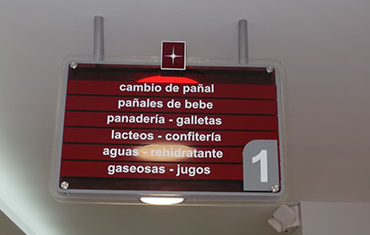 cambio de pañal
pañales de bebe
panadería - galletas
lacteos - confitería
aguas - rehidratante
gaseosas - jugos
1